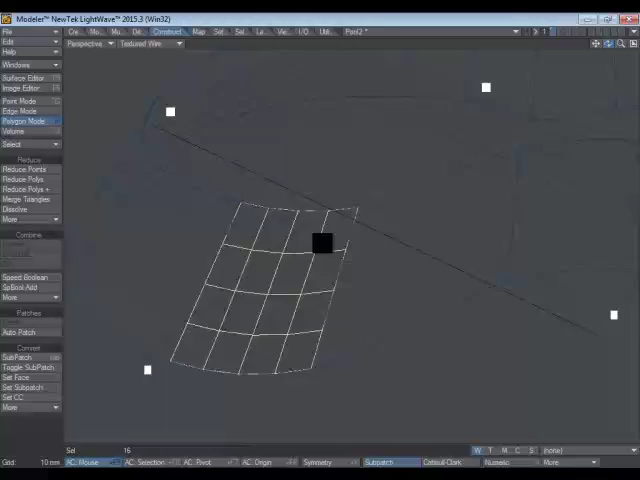 Modeler™ NewTek LightWave™ 2015.3 (Win32)
File
Edit
Help
Windows
Surface Editor
Image Editor
Point Mode
Edge Mode
Polygon Mode
Volume
Select
Reduce
Reduce Points
Reduce Polys
Reduce Polys +
Merge Triangles
Dissolve
More
Combine
Speed Boolean
SpBool Add
More
Patches
Auto Patch
Convert
SubPatch
Toggle SubPatch
Set Face
Set Subpatch
Set CC
More
Cre Mo Mu De Construct Map Set Sel La Vie I/O Util Pool2 *
Perspective Textured Wire
Sel 16 W T M C S (none)
Grid: 10 mm AC: Mouse AC: Selection AC: Pivot AC: Origin Symmetry Subpatch Catmull-Clark Numeric More